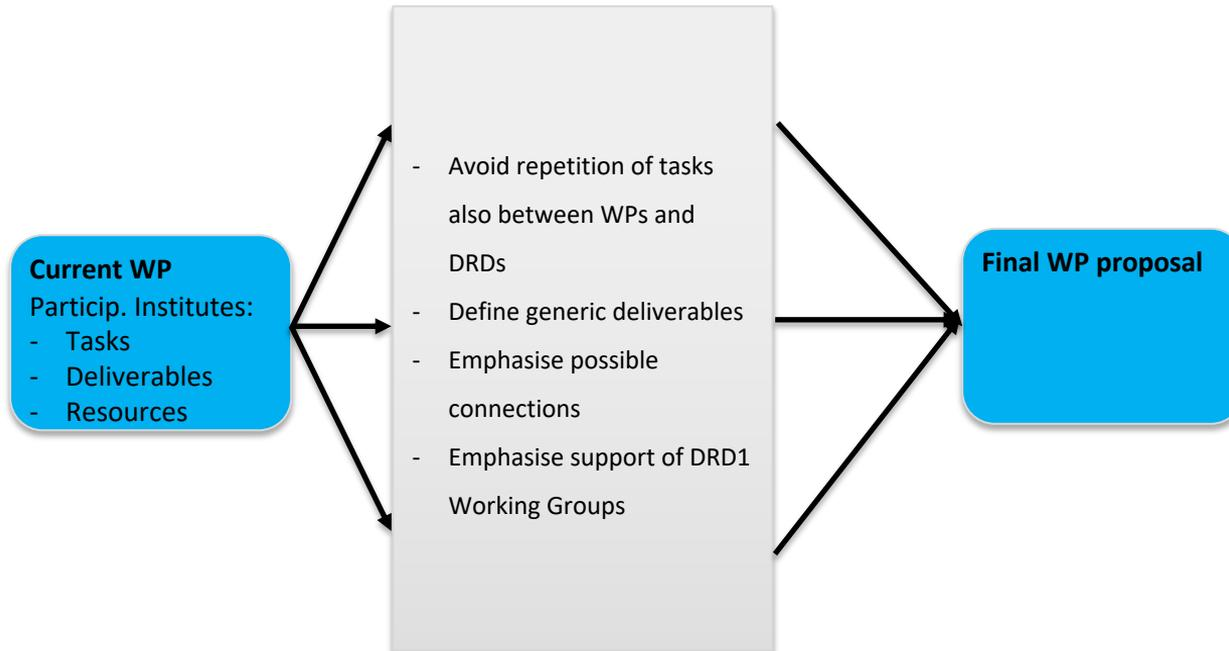 Current WP
Particip. Institutes:
- Tasks
- Deliverables
- Resources
- Avoid repetition of tasks
also between WPs and
DRDs
- Define generic deliverables
- Emphasise possible
connections
- Emphasise support of DRD1
Working Groups
Final WP proposal